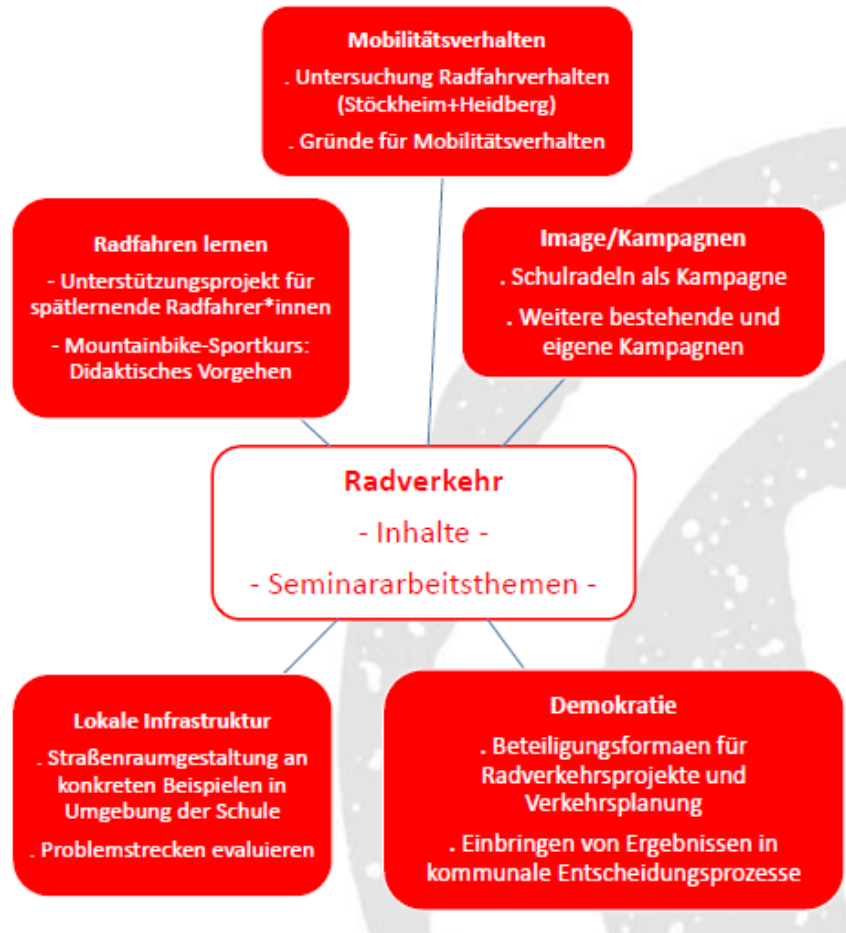 Mobilitätsverhalten
. Untersuchung Radfahrverhalten
(Stöckheim+Heidberg)
. Gründe für Mobilitätsverhalten
Radfahren lernen
- Unterstützungsprojekt für
spätlernende Radfahrer*innen
- Mountainbike-Sportkurs:
Didaktisches Vorgehen
Image/Kampagnen
. Schulradeln als Kampagne
. Weitere bestehende und
eigene Kampagnen
Radverkehr
- Inhalte -
- Seminararbeitsthemen -
Lokale Infrastruktur
. Straßenraumgestaltung an
konkreten Beispielen in
Umgebung der Schule
. Problemstrecken evaluieren
Demokratie
. Beteiligungsformaen für
Radverkehrsprojekte und
Verkehrsplanung
. Einbringen von Ergebnissen in
kommunale Entscheidungsprozesse